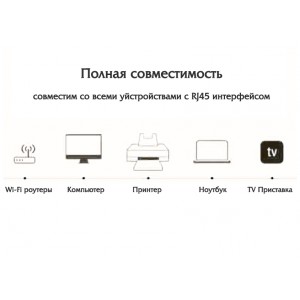 Полная совместимость
совместим со всеми уйстройствами с RJ45 интерфейсом
tv
Wi-Fi роутеры Компьютер Принтер Ноутбук TV Приставка